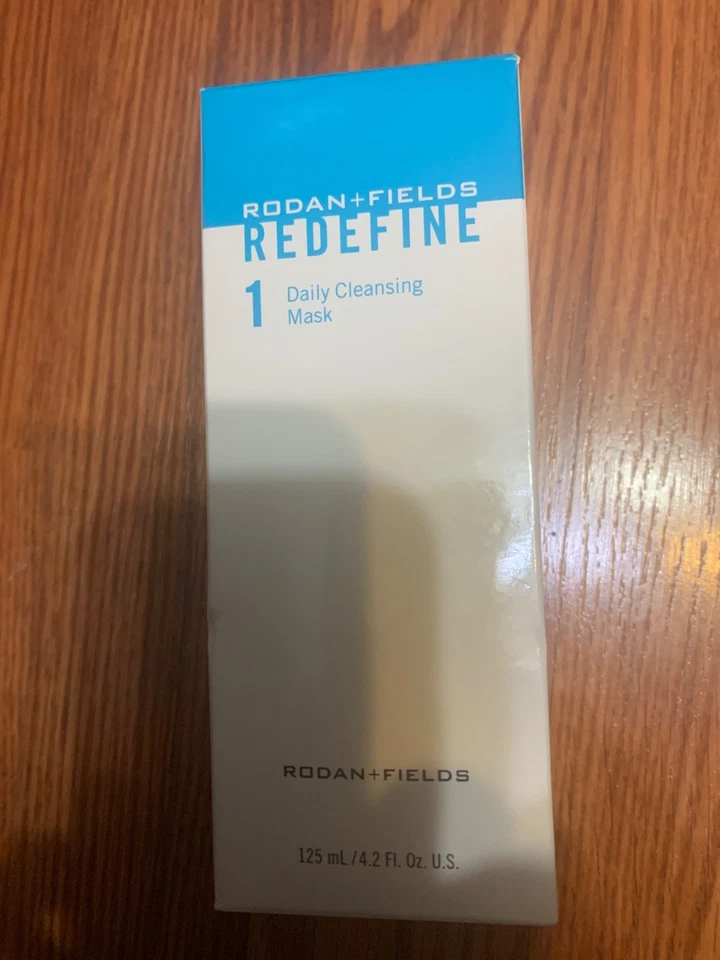 RODAN+FIELDS
REDEFINE
1 Daily Cleansing
Mask
RODAN+FIELDS
125 mL/4.2 Fl. Oz. U.S.